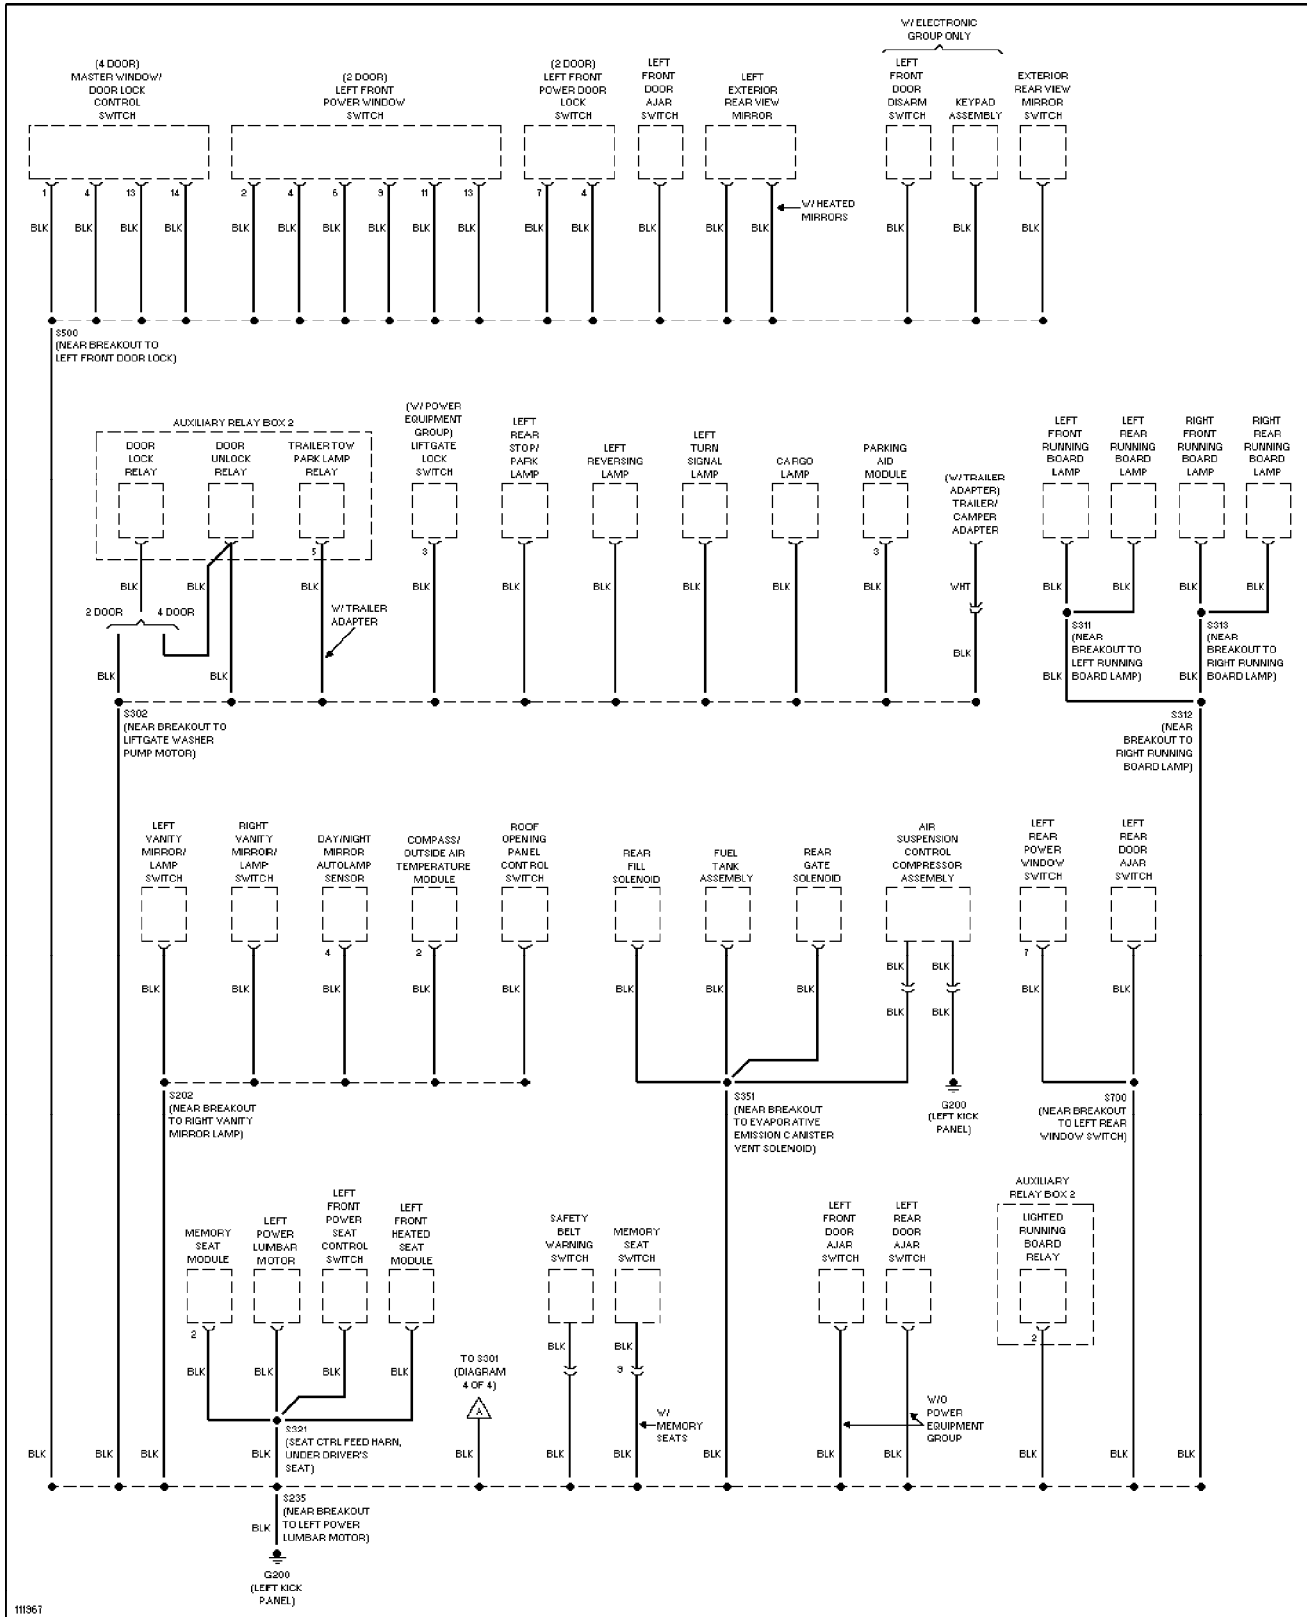 W/ ELECTRONIC
GROUP ONLY
(4 DOOR)
MASTER WINDOW/
DOOR LOCK
CONTROL
SWITCH
(2 DOOR)
LEFT FRONT
POWER WINDOW
SWITCH
(2 DOOR)
LEFT FRONT
POWER DOOR
LOCK
SWITCH
LEFT
FRONT
DOOR
AJAR
SWITCH
LEFT
EXTERIOR
REAR VIEW
MIRROR
LEFT
FRONT
DOOR
DISARM
SWITCH
KEYPAD
ASSEMBLY
EXTERIOR
REAR VIEW
MIRROR
SWITCH
1 4 13 14 2 4 6 9 11 13 7 4
W/ HEATED
MIRRORS
BLK BLK BLK BLK BLK BLK BLK BLK BLK BLK BLK BLK BLK BLK BLK BLK BLK BLK
S500
(NEAR BREAKOUT TO
LEFT FRONT DOOR LOCK)
AUXILIARY RELAY BOX 2
DOOR
LOCK
RELAY
DOOR
UNLOCK
RELAY
TRAILER TOW
PARK LAMP
RELAY
(W/ POWER
EQUIPMENT
GROUP)
LIFTGATE
LOCK
SWITCH
LEFT
REAR
STOP/
PARK
LAMP
LEFT
REVERSING
LAMP
LEFT
TURN
SIGNAL
LAMP
CARGO
LAMP
PARKING
AID
MODULE
(W/ TRAILER
ADAPTER)
TRAILER/
CAMPER
ADAPTER
LEFT
FRONT
RUNNING
BOARD
LAMP
LEFT
REAR
RUNNING
BOARD
LAMP
RIGHT
FRONT
RUNNING
BOARD
LAMP
RIGHT
REAR
RUNNING
BOARD
LAMP
5 3 3
BLK BLK BLK BLK BLK BLK BLK BLK BLK WHT BLK BLK BLK BLK
2 DOOR 4 DOOR
W/ TRAILER
ADAPTER
BLK BLK BLK BLK BLK
S311
(NEAR
BREAKOUT TO
LEFT RUNNING
BOARD LAMP)
S313
(NEAR
BREAKOUT TO
RIGHT RUNNING
BOARD LAMP)
S302
(NEAR BREAKOUT TO
LIFTGATE WASHER
PUMP MOTOR)
S312
(NEAR
BREAKOUT TO
RIGHT RUNNING
BOARD LAMP)
LEFT
VANITY
MIRROR/
LAMP
SWITCH
RIGHT
VANITY
MIRROR/
LAMP
SWITCH
DAY/NIGHT
MIRROR
AUTOLAMP
SENSOR
COMPASS/
OUTSIDE AIR
TEMPERATURE
MODULE
ROOF
OPENING
PANEL
CONTROL
SWITCH
REAR
FILL
SOLENOID
FUEL
TANK
ASSEMBLY
REAR
GATE
SOLENOID
AIR
SUSPENSION
CONTROL
COMPRESSOR
ASSEMBLY
LEFT
REAR
POWER
WINDOW
SWITCH
LEFT
REAR
DOOR
AJAR
SWITCH
4 2 7
BLK BLK
BLK BLK BLK BLK BLK BLK BLK BLK BLK BLK
BLK BLK
S202
(NEAR BREAKOUT
TO RIGHT VANITY
MIRROR LAMP)
S351
(NEAR BREAKOUT
TO EVAPORATIVE
EMISSION CANISTER
VENT SOLENOID)
G200
(LEFT KICK
PANEL)
S700
(NEAR BREAKOUT
TO LEFT REAR
WINDOW SWITCH)
MEMORY
SEAT
MODULE
LEFT
POWER
LUMBAR
MOTOR
LEFT
FRONT
POWER
SEAT
CONTROL
SWITCH
LEFT
FRONT
HEATED
SEAT
MODULE
SAFETY
BELT
WARNING
SWITCH
MEMORY
SEAT
SWITCH
LEFT
FRONT
DOOR
AJAR
SWITCH
LEFT
REAR
DOOR
AJAR
SWITCH
AUXILIARY
RELAY BOX 2
LIGHTED
RUNNING
BOARD
RELAY
2 2
BLK BLK
BLK BLK BLK BLK
3
TO S301
(DIAGRAM
4 OF 4)
A
W/
MEMORY
SEATS
W/O
POWER
EQUIPMENT
GROUP
S321
(SEAT CTRL FEED HARN,
UNDER DRIVER'S
SEAT)
BLK BLK BLK BLK BLK BLK BLK BLK BLK BLK BLK BLK BLK
S235
(NEAR BREAKOUT
TO LEFT POWER
LUMBAR MOTOR)
BLK
G200
(LEFT KICK
PANEL)
111967